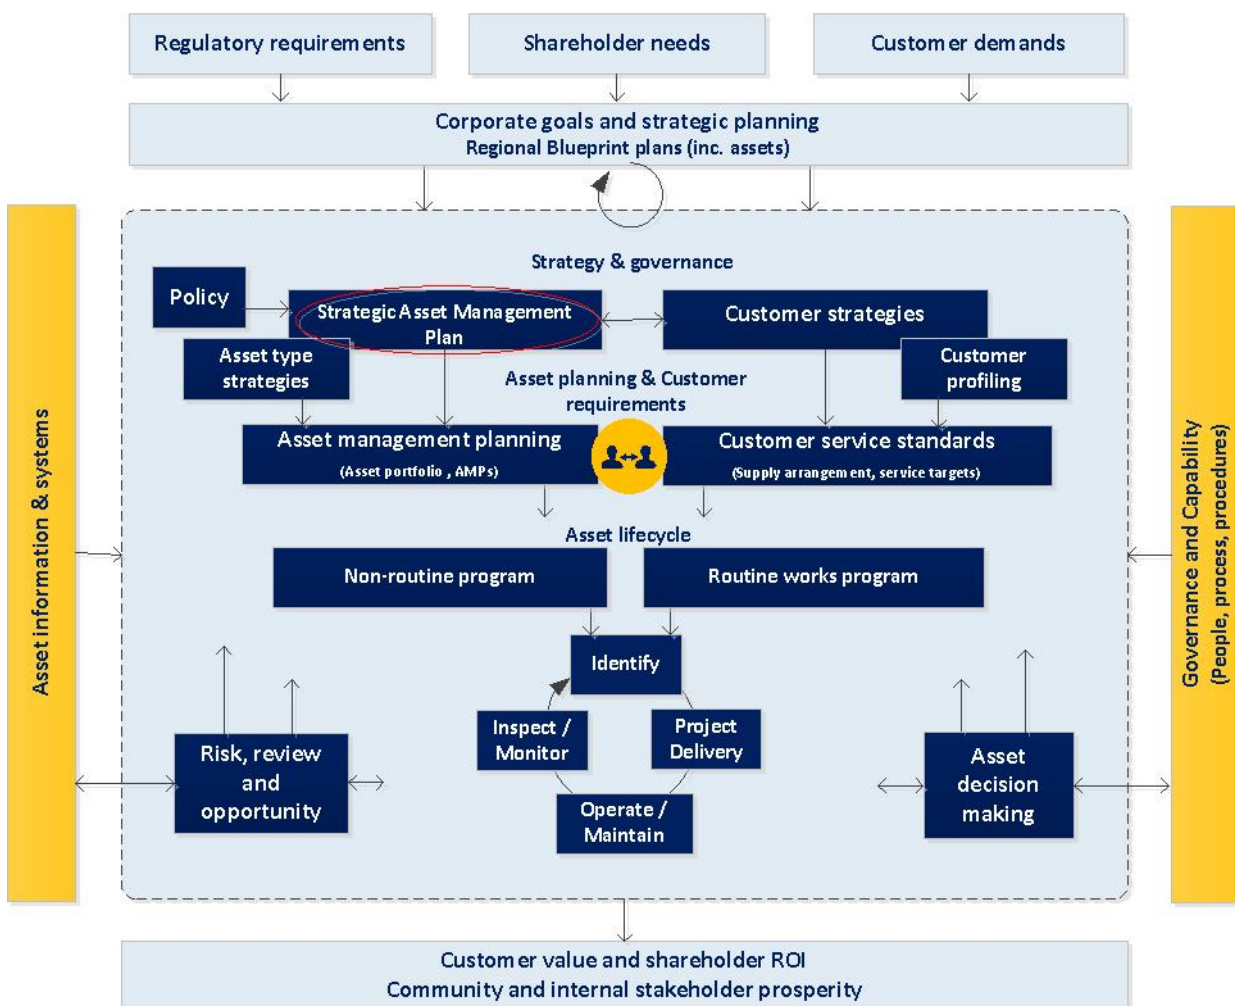 Regulatory requirements
Shareholder needs
Customer demands
Corporate goals and strategic planning
Regional Blueprint plans (inc. assets)
Strategy & governance
Policy
Strategic Asset Management
Plan
Customer strategies
Asset type
strategies
Customer
profiling
Asset planning & Customer
requirements
Asset management planning
(Asset portfolio , AMPs)
Customer service standards
(Supply arrangement, service targets)
Asset lifecycle
Non-routine program
Routine works program
Identify
Inspect /
Monitor
Project
Delivery
Operate /
Maintain
Risk, review
and
opportunity
Asset
decision
making
Asset information & systems
Governance and Capability
(People, process, procedures)
Customer value and shareholder ROI
Community and internal stakeholder prosperity